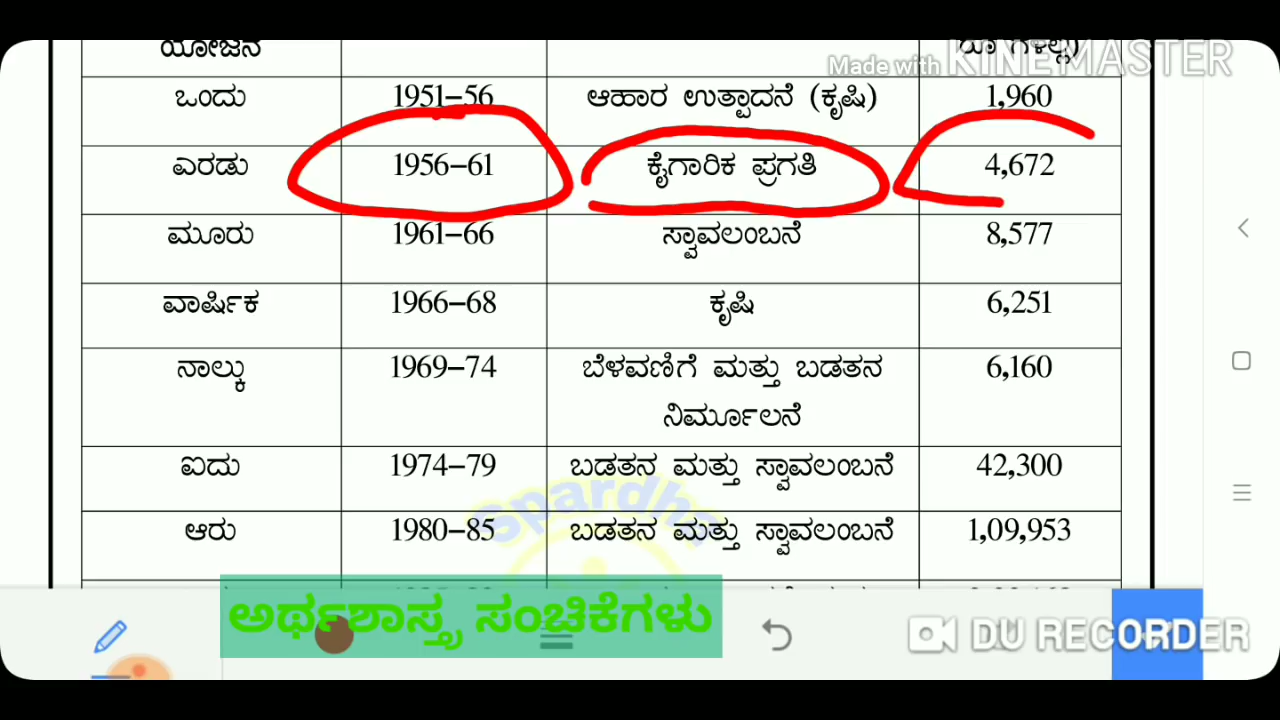 Made with KINEMASTER
ಯೋಜನೆ
ಒಂದು 1951–56 ಆಹಾರ ಉತ್ಪಾದನೆ (ಕೃಷಿ) 1,960
ಎರಡು 1956–61 ಕೈಗಾರಿಕ ಪ್ರಗತಿ 4,672
ಮೂರು 1961–66 ಸ್ವಾವಲಂಬನೆ 8,577
ವಾರ್ಷಿಕ 1966–68 ಕೃಷಿ 6,251
ನಾಲ್ಕು 1969–74 ಬೆಳವಣಿಗೆ ಮತ್ತು ಬಡತನ 6,160
ನಿರ್ಮೂಲನೆ
ಐದು 1974–79 ಬಡತನ ಮತ್ತು ಸ್ವಾವಲಂಬನೆ 42,300
Spardha
ಆರು 1980–85 ಬಡತನ ಮತ್ತು ಸ್ವಾವಲಂಬನೆ 1,09,953
ಅರ್ಥಶಾಸ್ತ್ರ ಸಂಚಿಕೆಗಳು
DU RECORDER